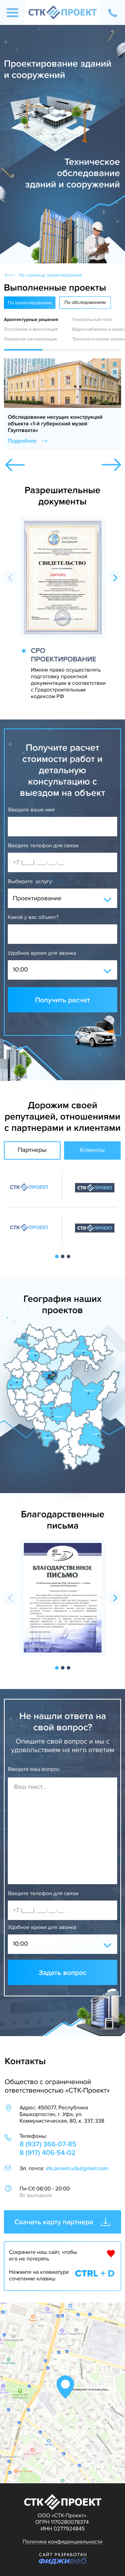 СТК ПРОЕКТ
Проектирование зданий
и сооружений
Техническое
обследование
зданий и сооружений
На страницу проектирования
Выполненные проекты
По проектированию
По обследованиям
Архитектурные решения
Генеральный план
Отопление и вентиляция
Водоснабжение и канал
Пожарная сигнализация
Технологические решен
Обследование несущих конструкций
объекта «1-й губернский музей
Гауптвахта»
Подробнее
Разрешительные
документы
СРО РСС
СВИДЕТЕЛЬСТВО
ОБРАЗЕЦ
СРО
ПРОЕКТИРОВАНИЕ
Имеем право осуществлять
подготовку проектной
документации в соответствии
с Градостроительным
кодексом РФ
Получите расчет
стоимости работ и
детальную
консультацию с
выездом на объект
Введите ваше имя
Введите телефон для связи
+7 (___) ___-__-__
Выберите услугу:
Проектирование
Какой у вас объект?
Удобное время для звонка
10:00
Получить расчет
Дорожим своей
репутацией, отношениями
с партнерами и клиентами
Партнеры
Клиенты
СТК ПРОЕКТ
СТК ПРОЕКТ
СТК ПРОЕКТ
СТК ПРОЕКТ
География наших
проектов
Благодарственные
письма
БЛАГОДАРСТВЕННОЕ
ПИСЬМО
Не нашли ответа на
свой вопрос?
Опишите свой вопрос и мы с
удовольствием на него ответим
Введите ваш вопрос
Ваш текст...
Введите телефон для связи
+7 (___) ___-__-__
Удобное время для звонка
10:00
Задать вопрос
Контакты
Общество с ограниченной
ответственностью «СТК-Проект»
Адрес: 450077, Республика
Башкортостан, г. Уфа, ул.
Коммунистическая, 80, к. 337, 338
Телефоны:
8 (937) 366-07-85
8 (917) 406-54-02
Эл. почта: stk.proekt.ufa@gmail.com
Пн-Сб 08:00 - 20:00
Вс выходной
Скачать карту партнера
Сохраните наш сайт, чтобы
его не потерять
Нажмите на клавиатуре
сочетание клавиш
CTRL + D
СТК ПРОЕКТ
ООО «СТК-Проект»
ОГРН 1170280078374
ИНН 0277924845
Политика конфиденциальности
САЙТ РАЗРАБОТАН
ФИДЖИВЕБ